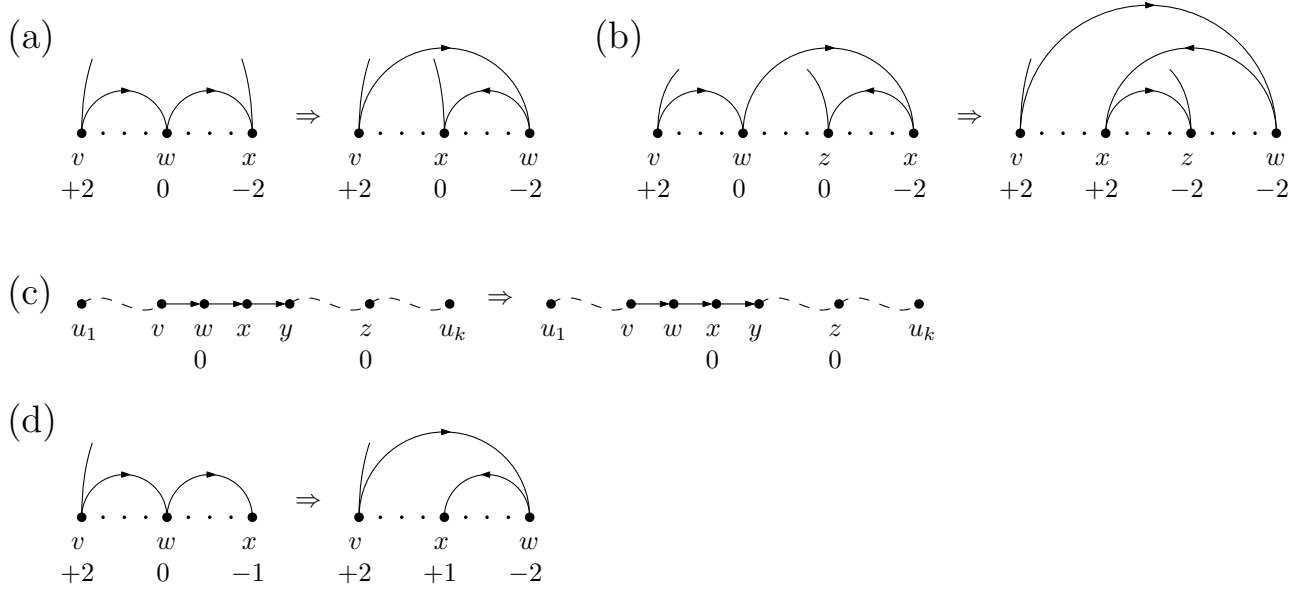 (a) ⇒ (b) ⇒
v w x v x w v w z x v x z w
+2 0 −2 +2 0 −2 +2 0 0 −2 +2 +2 −2 −2
(c) ⇒
u₁ v w x y z uₖ u₁ v w x y z uₖ
0 0 0 0
(d) ⇒
v w x v x w
+2 0 −1 +2 +1 −2